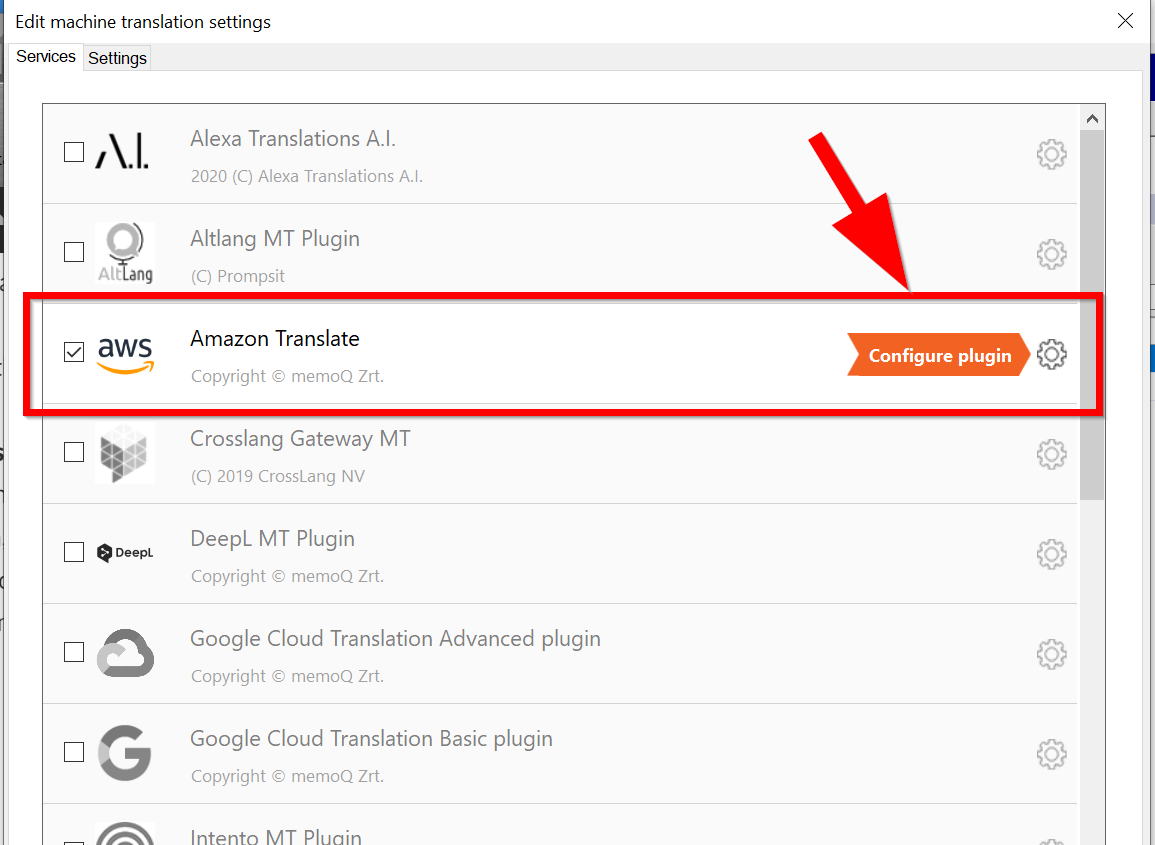 Edit machine translation settings
Services Settings
A.I.
Alexa Translations A.I.
2020 (C) Alexa Translations A.I.
Altlang MT Plugin
AltLang
(C) Prompsit
Amazon Translate
aws
Configure plugin
Copyright © memoQ Zrt.
Crosslang Gateway MT
(C) 2019 CrossLang NV
DeepL MT Plugin
DeepL
Copyright © memoQ Zrt.
Google Cloud Translation Advanced plugin
Copyright © memoQ Zrt.
Google Cloud Translation Basic plugin
G
Copyright © memoQ Zrt.
Intento MT Plugin